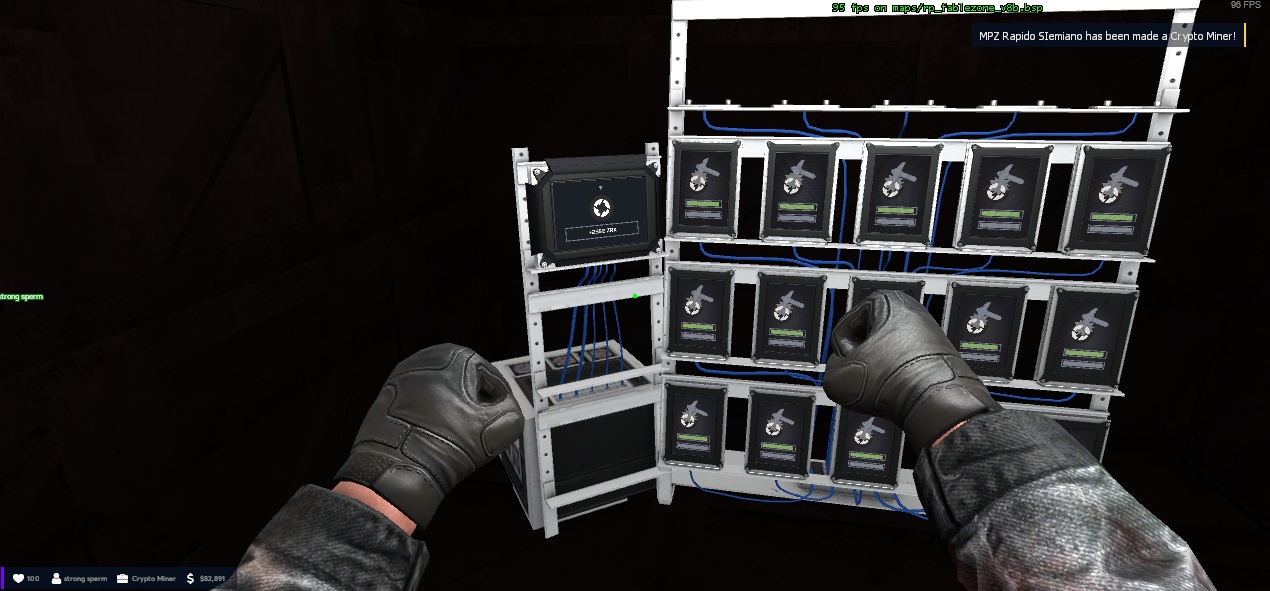 95 fps on maps/rp_fablezone_v8b.bsp
96 FPS
MPZ Rapido SIemiano has been made a Crypto Miner!
strong sperm
100
strong sperm
Crypto Miner
$82,891